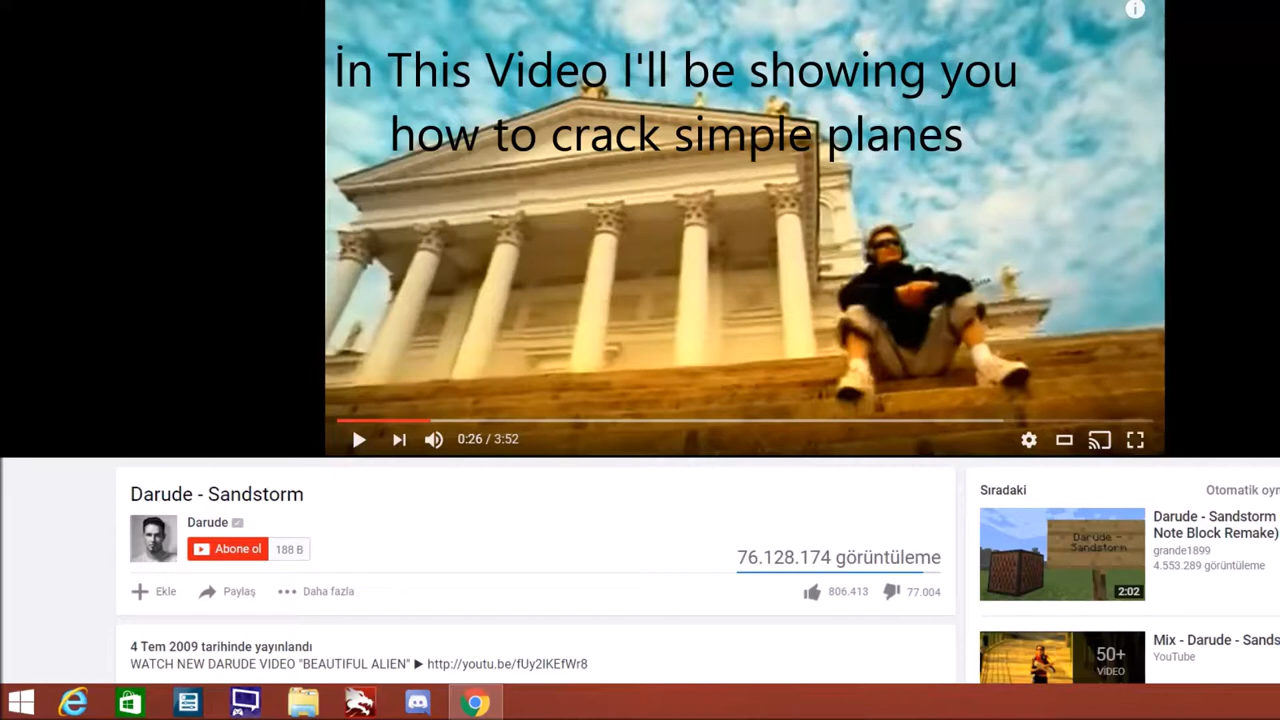 İn This Video I'll be showing you
how to crack simple planes
0:26 / 3:52
Darude - Sandstorm
Darude
Abone ol 188 B
76.128.174 görüntüleme
Ekle Paylaş Daha fazla
806.413 77.004
4 Tem 2009 tarihinde yayınlandı
WATCH NEW DARUDE VIDEO "BEAUTIFUL ALIEN" ► http://youtu.be/fUy2IKEfWr8
Sıradaki Otomatik oyn
Darude -
Sandstorm
2:02
Darude - Sandstorm
Note Block Remake)
grande1899
4.553.289 görüntüleme
50+
VİDEO
Mix - Darude - Sands
YouTube